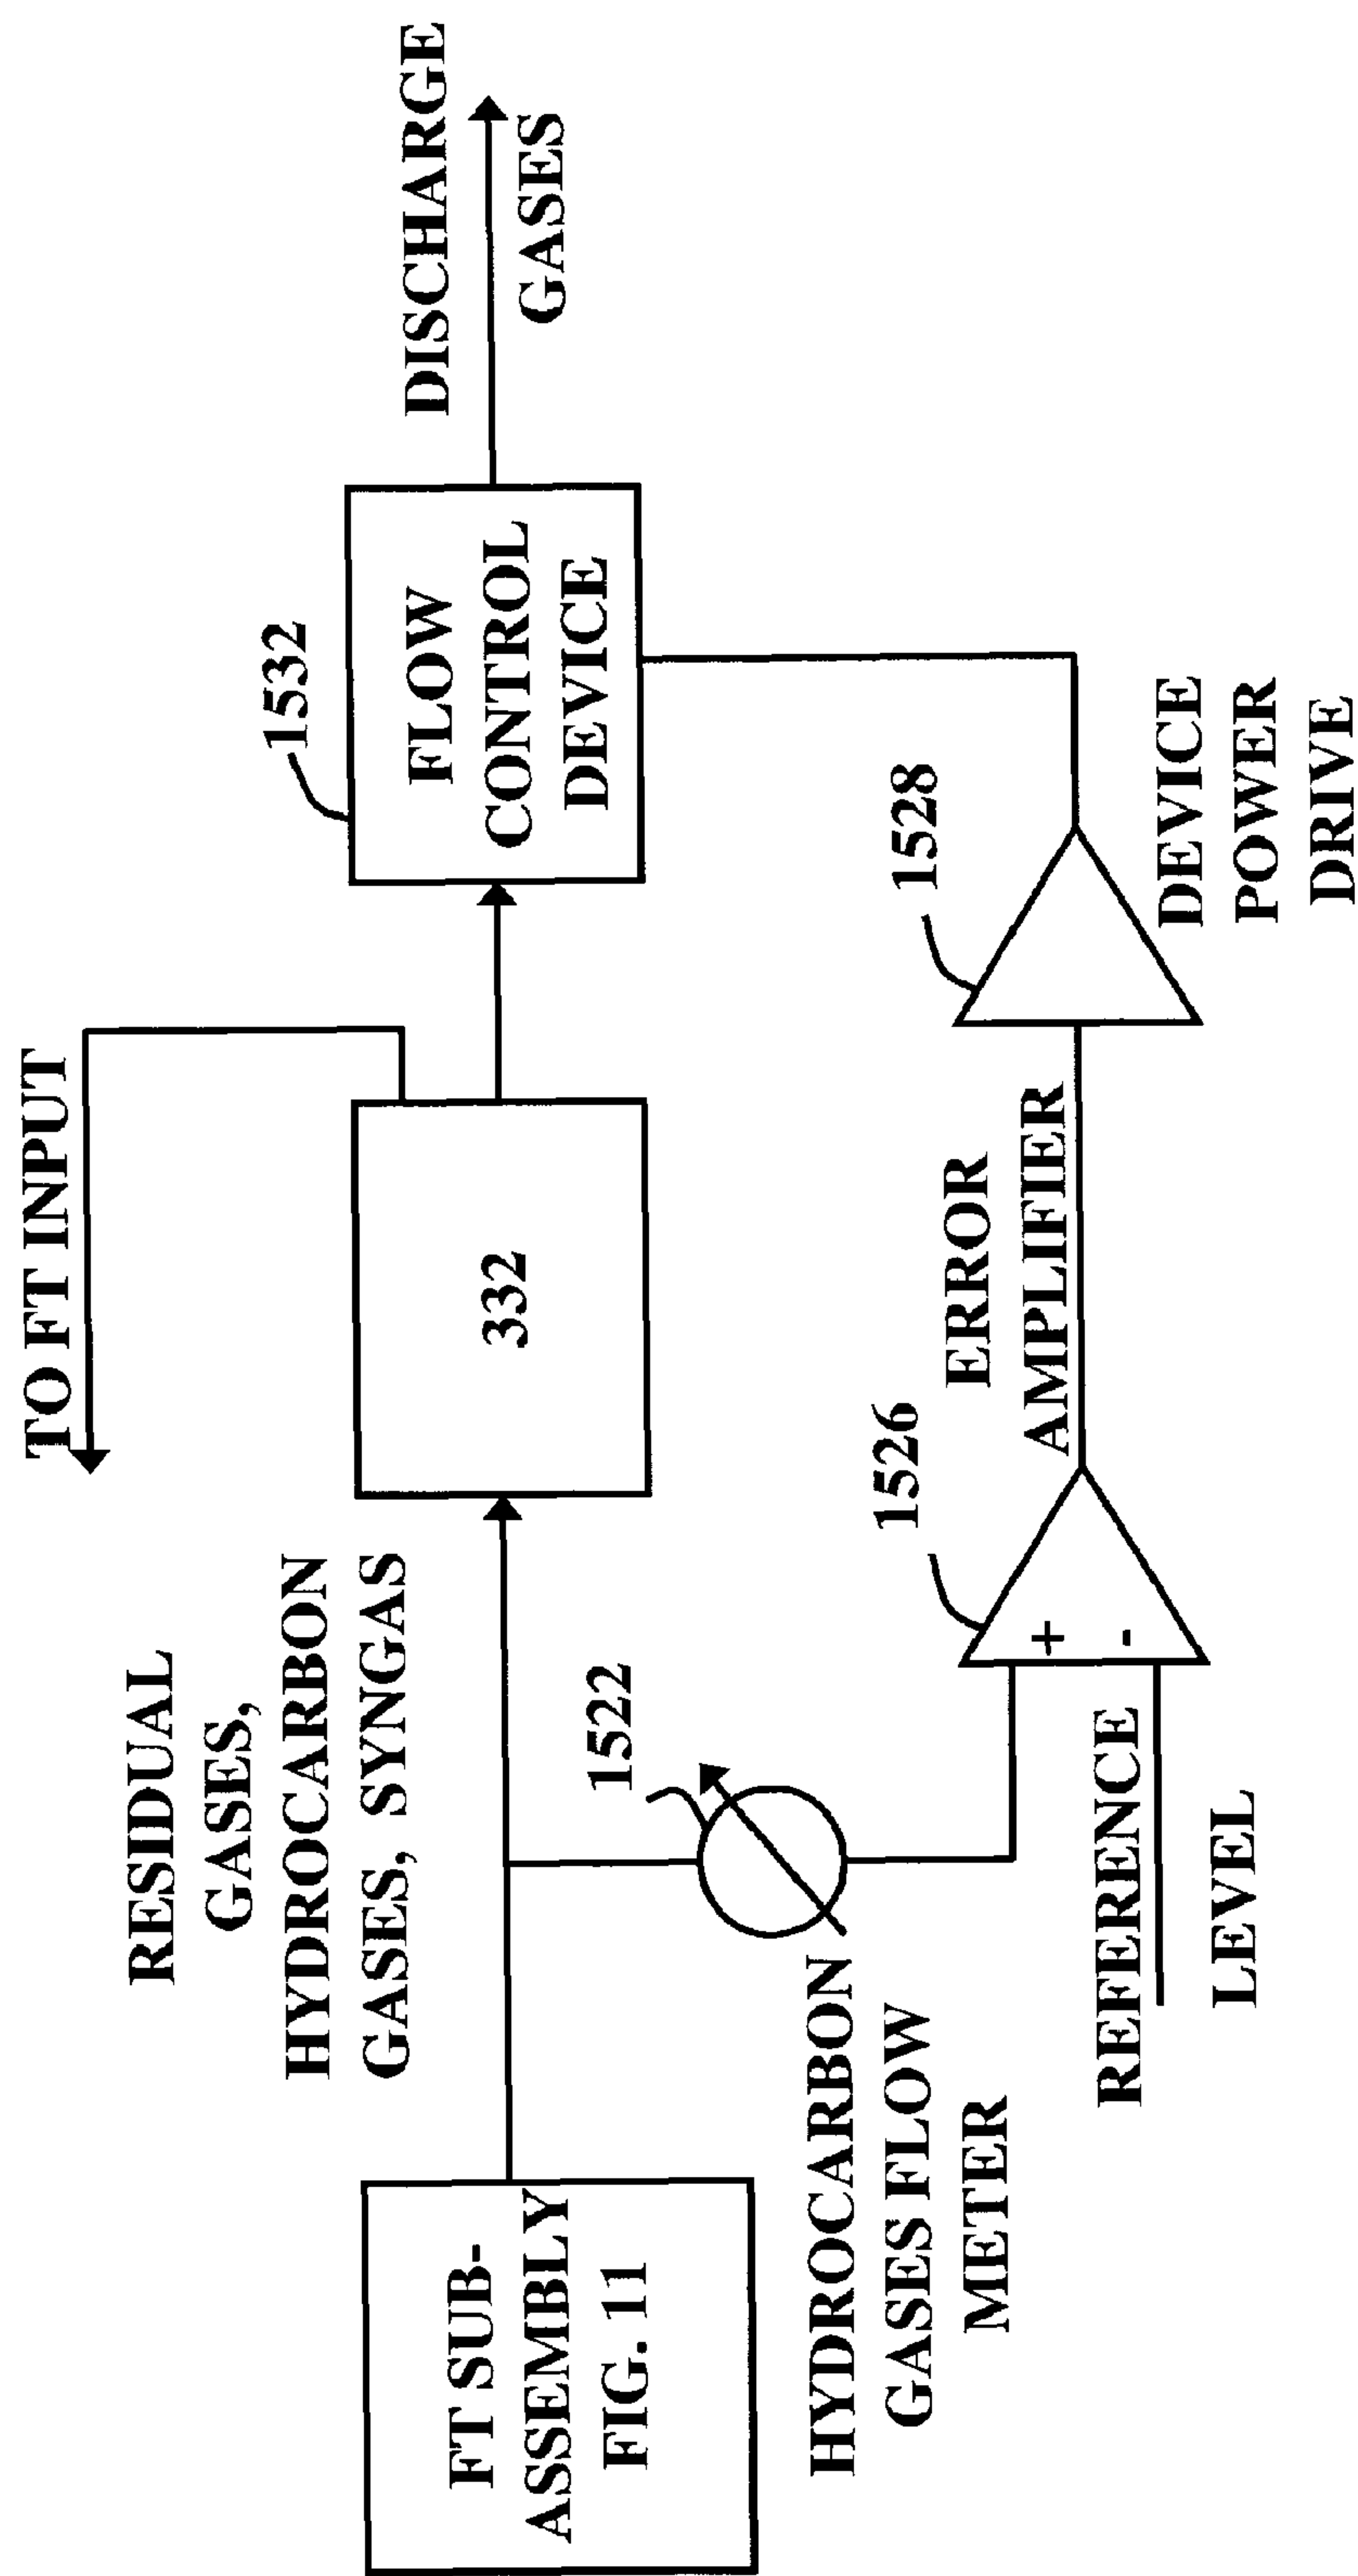 TO FT INPUT
RESIDUAL
GASES,
HYDROCARBON
GASES, SYNGAS
1532
DISCHARGE
GASES
FT SUB-
ASSEMBLY
FIG. 11
332
FLOW
CONTROL
DEVICE
1522
HYDROCARBON
GASES FLOW
METER
1526
+
-
ERROR
AMPLIFIER
1528
REFERENCE
LEVEL
DEVICE
POWER
DRIVE